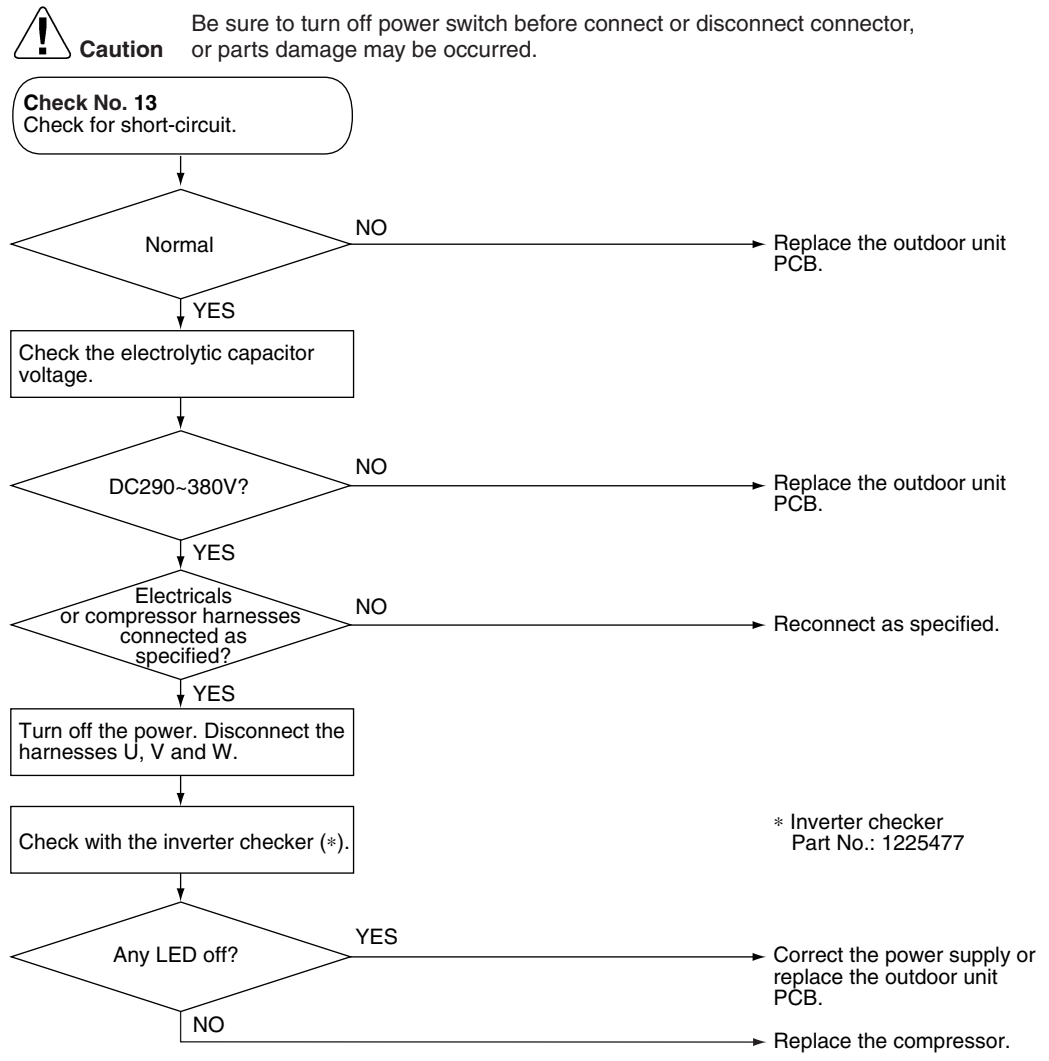 Be sure to turn off power switch before connect or disconnect connector,
Caution or parts damage may be occurred.
Check No. 13
Check for short-circuit.
Normal
NO
Replace the outdoor unit
PCB.
YES
Check the electrolytic capacitor
voltage.
DC290~380V?
NO
Replace the outdoor unit
PCB.
YES
Electricals
or compressor harnesses
connected as
specified?
NO
Reconnect as specified.
YES
Turn off the power. Disconnect the
harnesses U, V and W.
Check with the inverter checker (*).
* Inverter checker
Part No.: 1225477
Any LED off?
YES
Correct the power supply or
replace the outdoor unit
PCB.
NO
Replace the compressor.